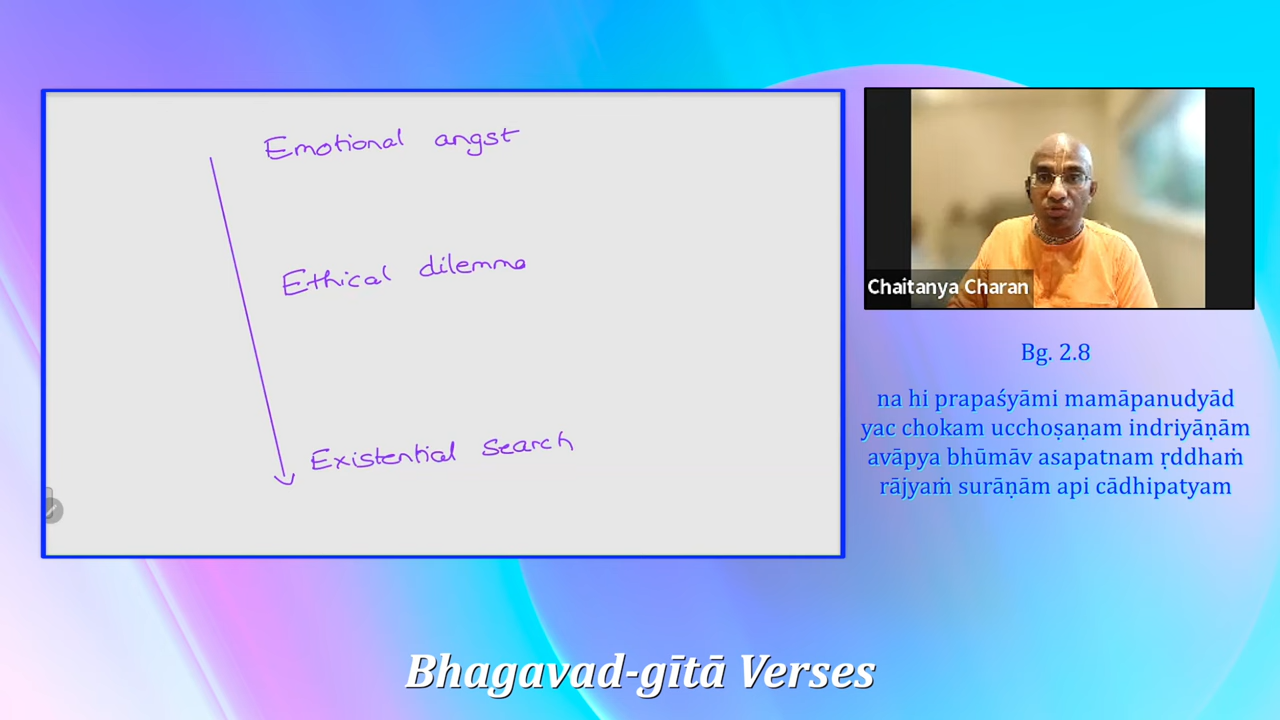 Emotional angst
Ethical dilemma
Existential search
Chaitanya Charan
Bg. 2.8
na hi prapaśyāmi mamāpanudyād
yac chokam ucchoṣaṇam indriyāṇām
avāpya bhūmāv asapatnam ṛddhaṁ
rājyaṁ surāṇām api cādhipatyam
Bhagavad-gītā Verses